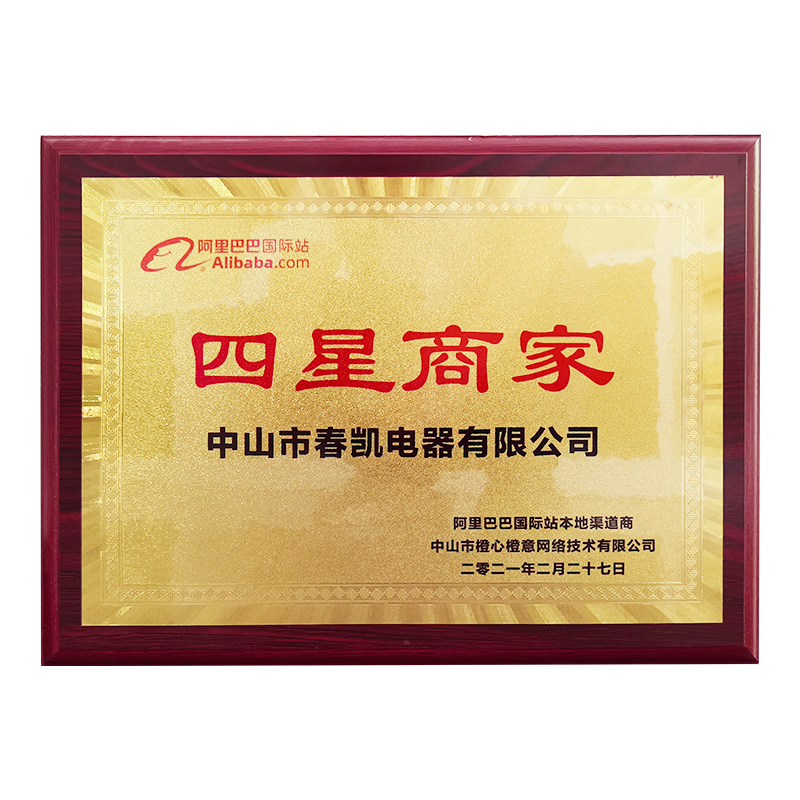 阿里巴巴国际站
Alibaba.com
四星商家
中山市春凯电器有限公司
阿里巴巴国际站本地渠道商
中山市橙心橙意网络技术有限公司
二零二一年二月二十七日